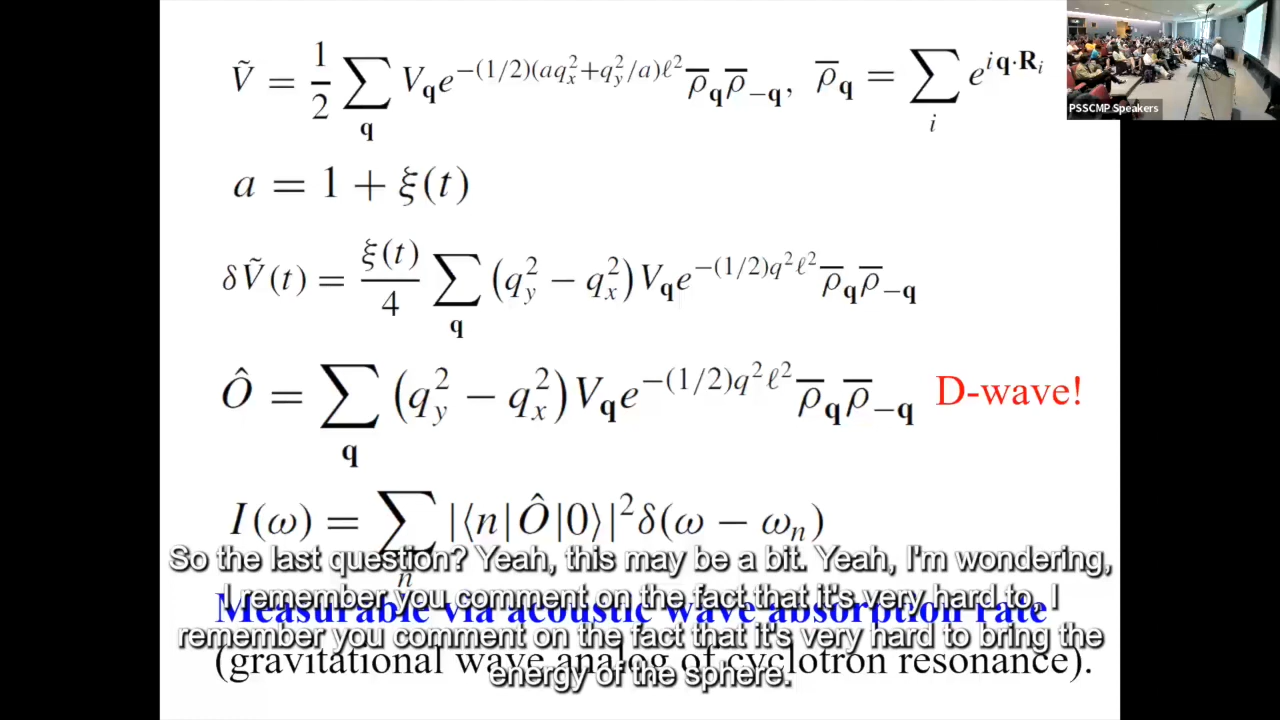 Ṽ = 1/2 ∑_q V_q e^{−(1/2)(aq_x^2+q_y^2/a)ℓ^2} ρ̅_q ρ̅_{−q}, ρ̅_q = ∑_i e^{iq·R_i}
PSSCMP Speakers
a = 1 + ξ(t)
δṼ(t) = ξ(t)/4 ∑_q (q_y^2 − q_x^2)V_q e^{−(1/2)q^2ℓ^2} ρ̅_q ρ̅_{−q}
Ô = ∑_q (q_y^2 − q_x^2)V_q e^{−(1/2)q^2ℓ^2} ρ̅_q ρ̅_{−q} D-wave!
I(ω) = ∑_n |⟨n|Ô|0⟩|^2 δ(ω − ω_n)
So the last question? Yeah, this may be a bit. Yeah, I'm wondering,
I remember you comment on the fact that it's very hard to, I
Measurable via acoustic wave absorption rate
remember you comment on the fact that it's very hard to bring the
(gravitational wave analog of cyclotron resonance).
energy of the sphere.